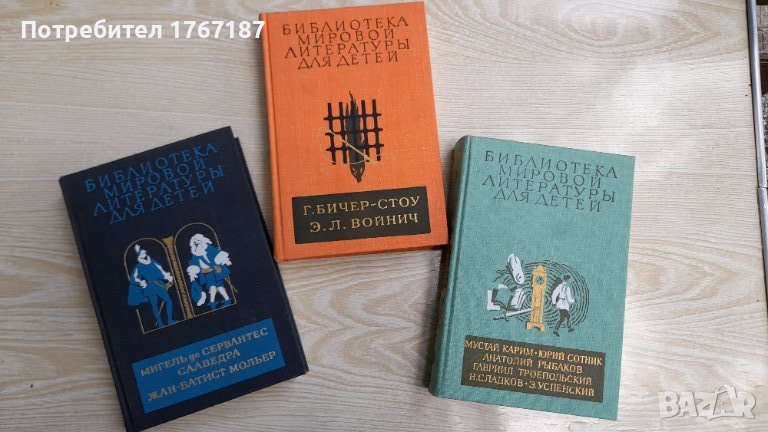 Потребител 1767187
БИБЛИОТЕКА
МИРОВОЙ
ЛИТЕРАТУРЫ
ДЛЯ ДЕТЕЙ
Г. БИЧЕР-СТОУ
Э. Л. ВОЙНИЧ
БИБЛИОТЕКА
МИРОВОЙ
ЛИТЕРАТУРЫ
ДЛЯ ДЕТЕЙ
МИГЕЛЬ де СЕРВАНТЕС
СААВЕДРА
ЖАН-БАТИСТ МОЛЬЕР
БИБЛИОТЕКА
МИРОВОЙ
ЛИТЕРАТУРЫ
ДЛЯ ДЕТЕЙ
МУСТАЙ КАРИМ • ЮРИЙ СОТНИК
АНАТОЛИЙ РЫБАКОВ
ГАВРИИЛ ТРОЕПОЛЬСКИЙ
Н. СЛАДКОВ • Э. УСПЕНСКИЙ
BAZAR